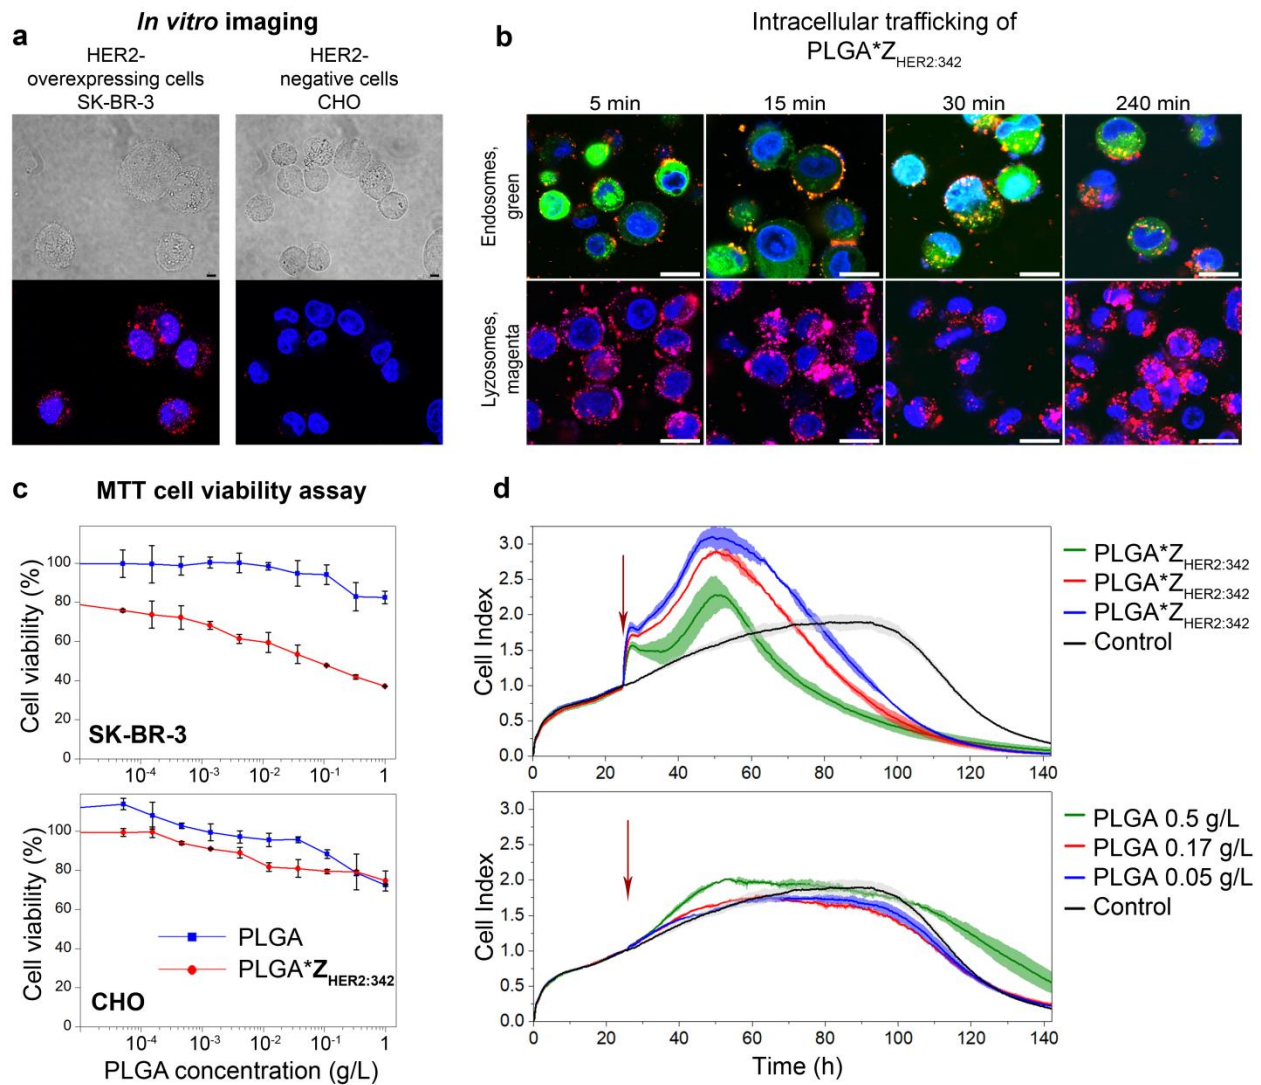 a
In vitro imaging
HER2-
overexpressing cells
SK-BR-3
HER2-
negative cells
CHO
b
Intracellular trafficking of
PLGA*ZHER2:342
5 min
15 min
30 min
240 min
Endosomes,
green
Lyzosomes,
magenta
c
MTT cell viability assay
Cell viability (%)
100
80
60
40
20
0
SK-BR-3
10-4
10-3
10-2
10-1
1
Cell viability (%)
100
80
60
40
20
0
PLGA
PLGA*ZHER2:342
CHO
10-4
10-3
10-2
10-1
1
PLGA concentration (g/L)
d
Cell Index
3.0
2.5
2.0
1.5
1.0
0.5
0.0
0
20
40
60
80
100
120
140
PLGA*ZHER2:342
PLGA*ZHER2:342
PLGA*ZHER2:342
Control
Cell Index
3.0
2.5
2.0
1.5
1.0
0.5
0.0
0
20
40
60
80
100
120
140
Time (h)
PLGA 0.5 g/L
PLGA 0.17 g/L
PLGA 0.05 g/L
Control